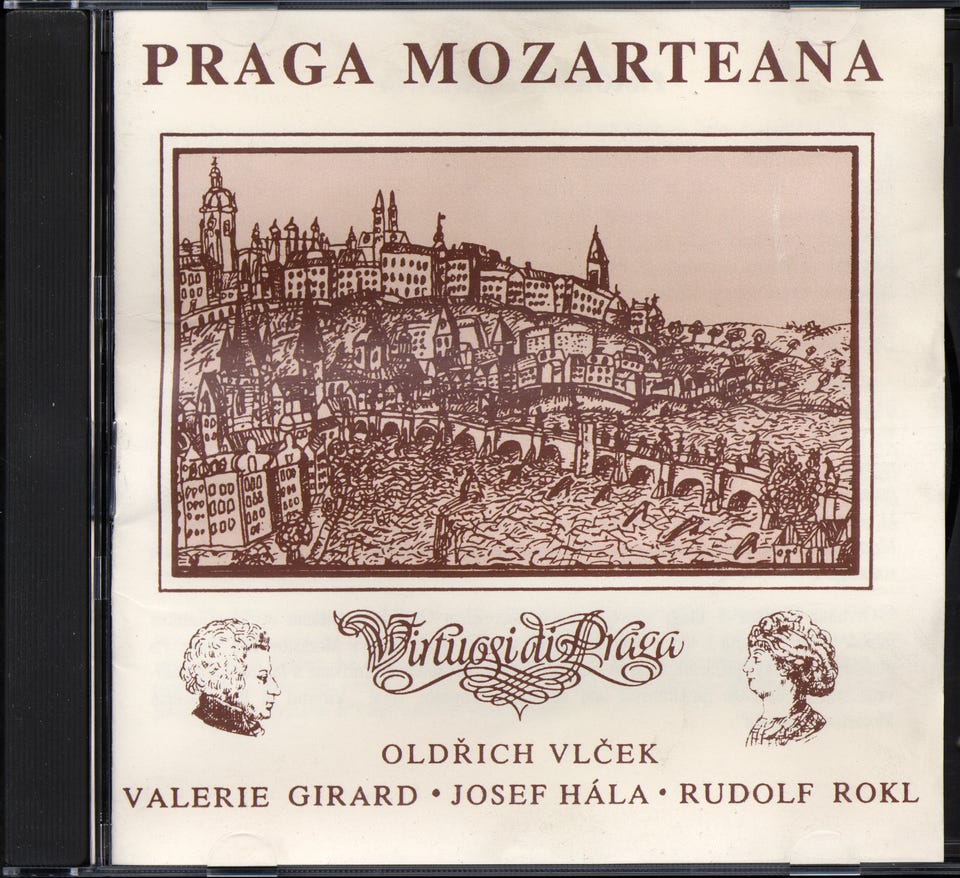 PRAGA MOZARTEANA
Virtuosi di Praga
OLDŘICH VLČEK
VALERIE GIRARD • JOSEF HÁLA • RUDOLF ROKL